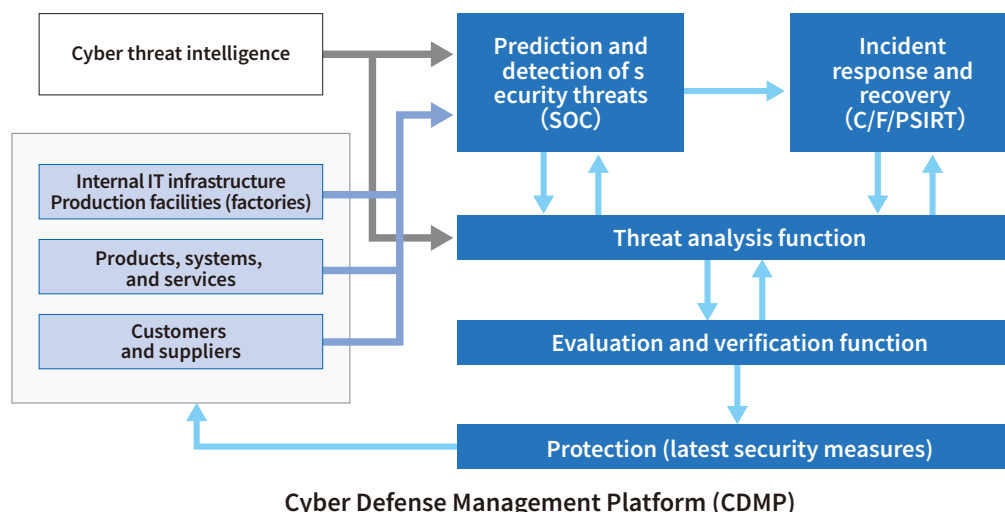 Cyber threat intelligence
Prediction and
detection of s
ecurity threats
（SOC）
Incident
response and
recovery
（C/F/PSIRT）
Internal IT infrastructure
Production facilities (factories)
Products, systems,
and services
Customers
and suppliers
Threat analysis function
Evaluation and verification function
Protection (latest security measures)
Cyber Defense Management Platform (CDMP)